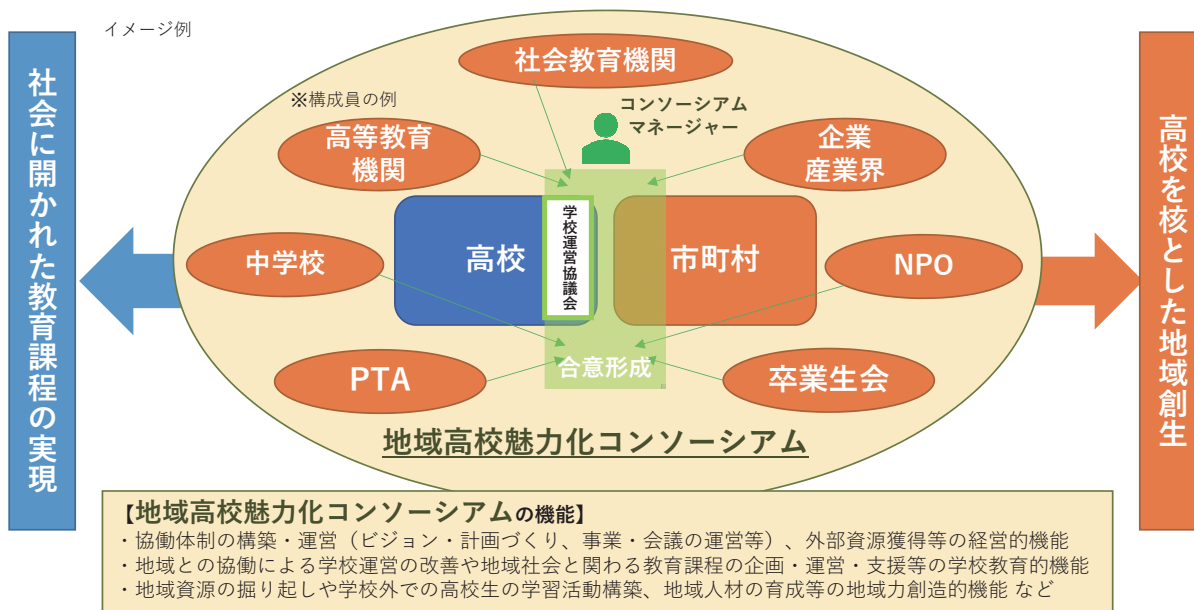 イメージ例
社会に開かれた教育課程の実現
社会教育機関
※構成員の例
コンソーシアム
マネージャー
高等教育
機関
企業
産業界
高校
学校運営協議会
市町村
中学校
NPO
合意形成
PTA
卒業生会
地域高校魅力化コンソーシアム
高校を核とした地域創生
【地域高校魅力化コンソーシアムの機能】
・協働体制の構築・運営（ビジョン・計画づくり、事業・会議の運営等）、外部資源獲得等の経営的機能
・地域との協働による学校運営の改善や地域社会と関わる教育課程の企画・運営・支援等の学校教育的機能
・地域資源の掘り起しや学校外での高校生の学習活動構築、地域人材の育成等の地域力創造的機能 など